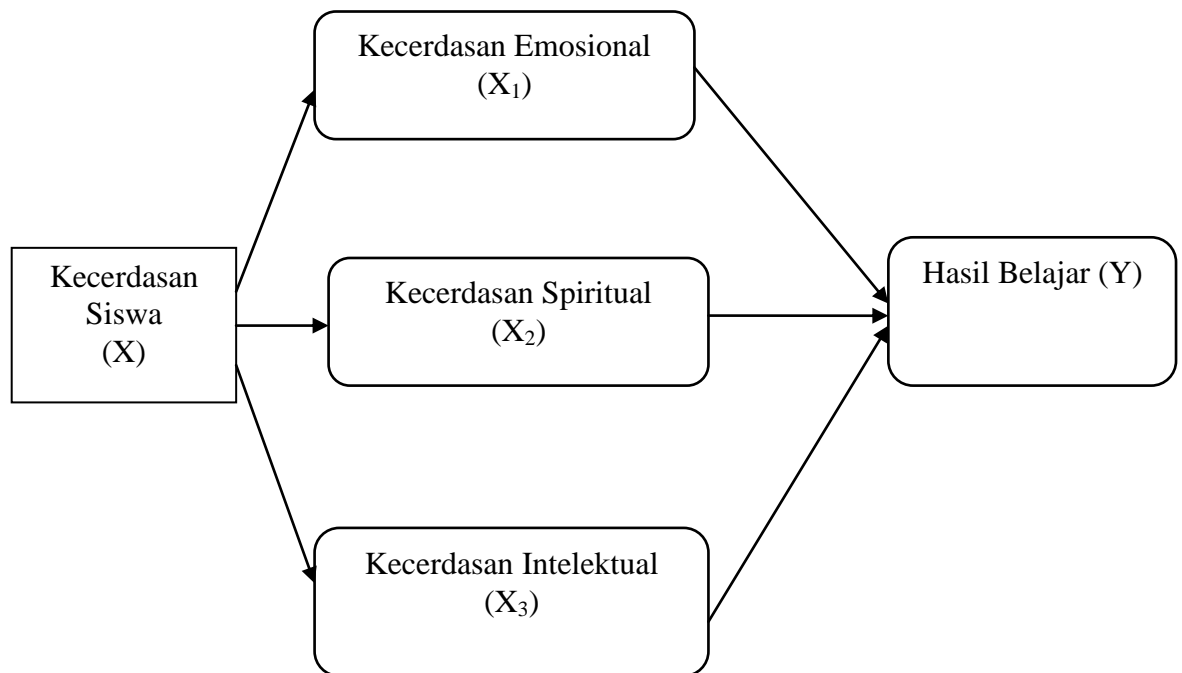 Kecerdasan Emosional
(X₁)
Kecerdasan
Siswa
(X)
Kecerdasan Spiritual
(X₂)
Hasil Belajar (Y)
Kecerdasan Intelektual
(X₃)